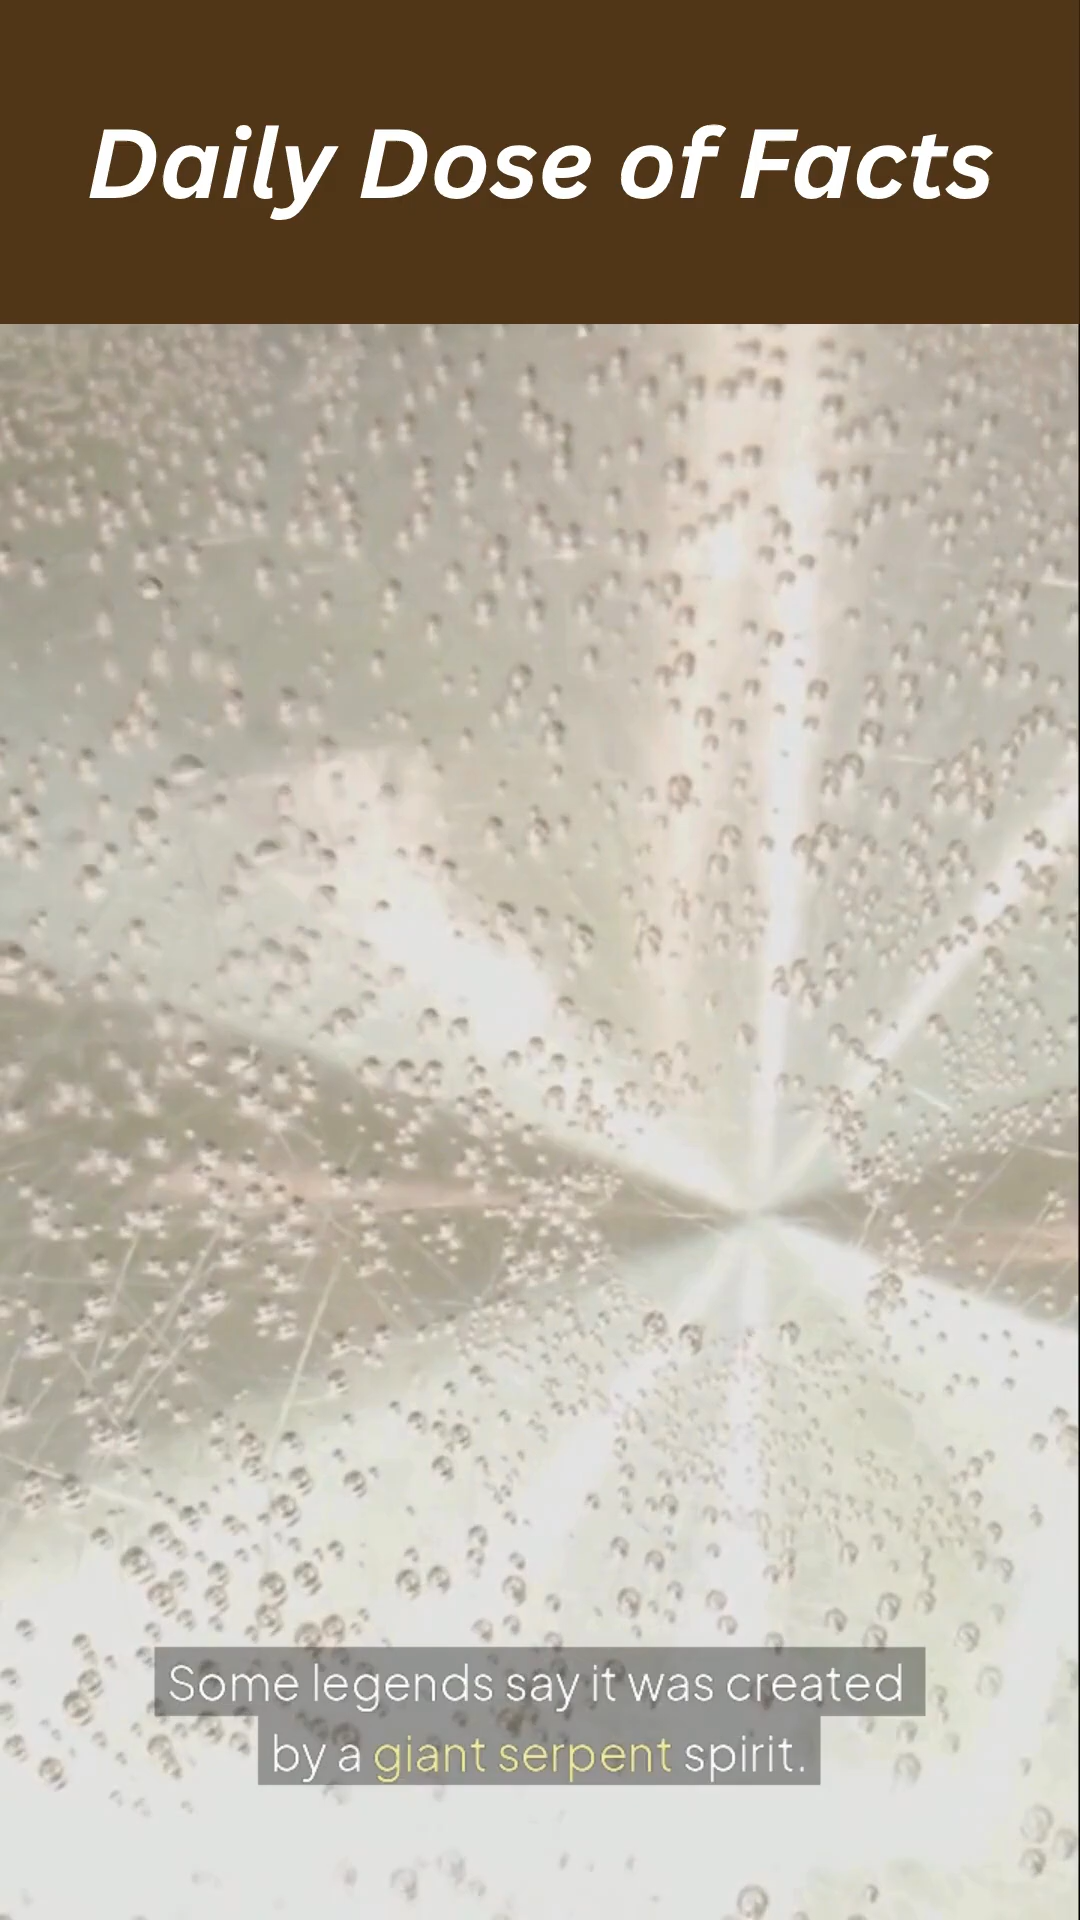 Daily Dose of Facts
Some legends say it was created
by a giant serpent spirit.